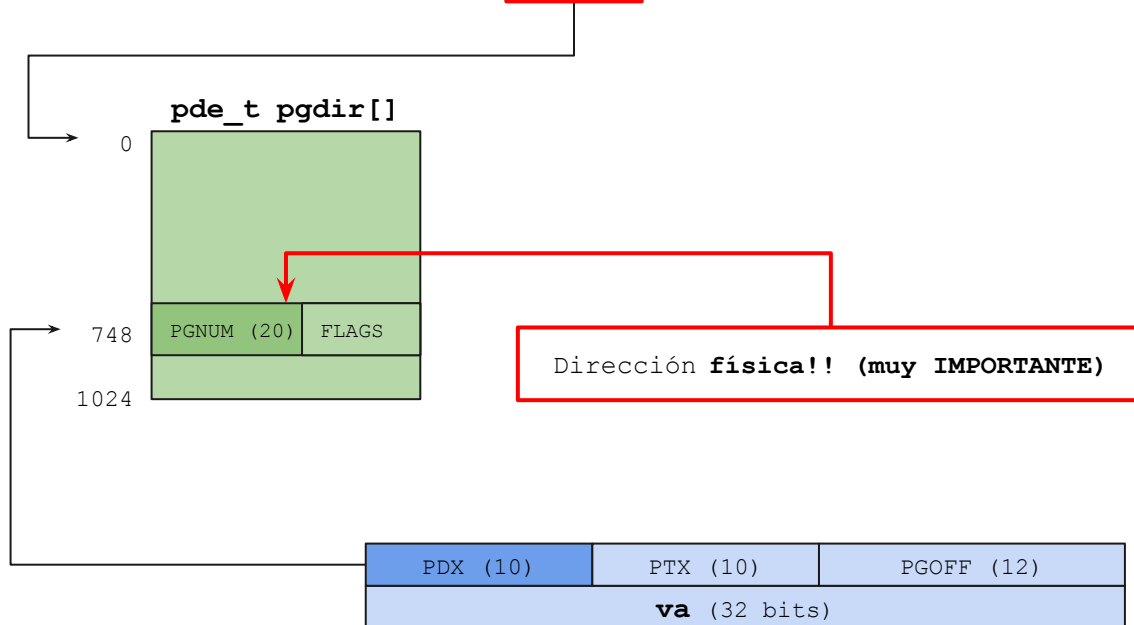 pde_t pgdir[]
0
748
PGNUM (20)
FLAGS
Dirección física!! (muy IMPORTANTE)
1024
PDX (10)
PTX (10)
PGOFF (12)
va (32 bits)